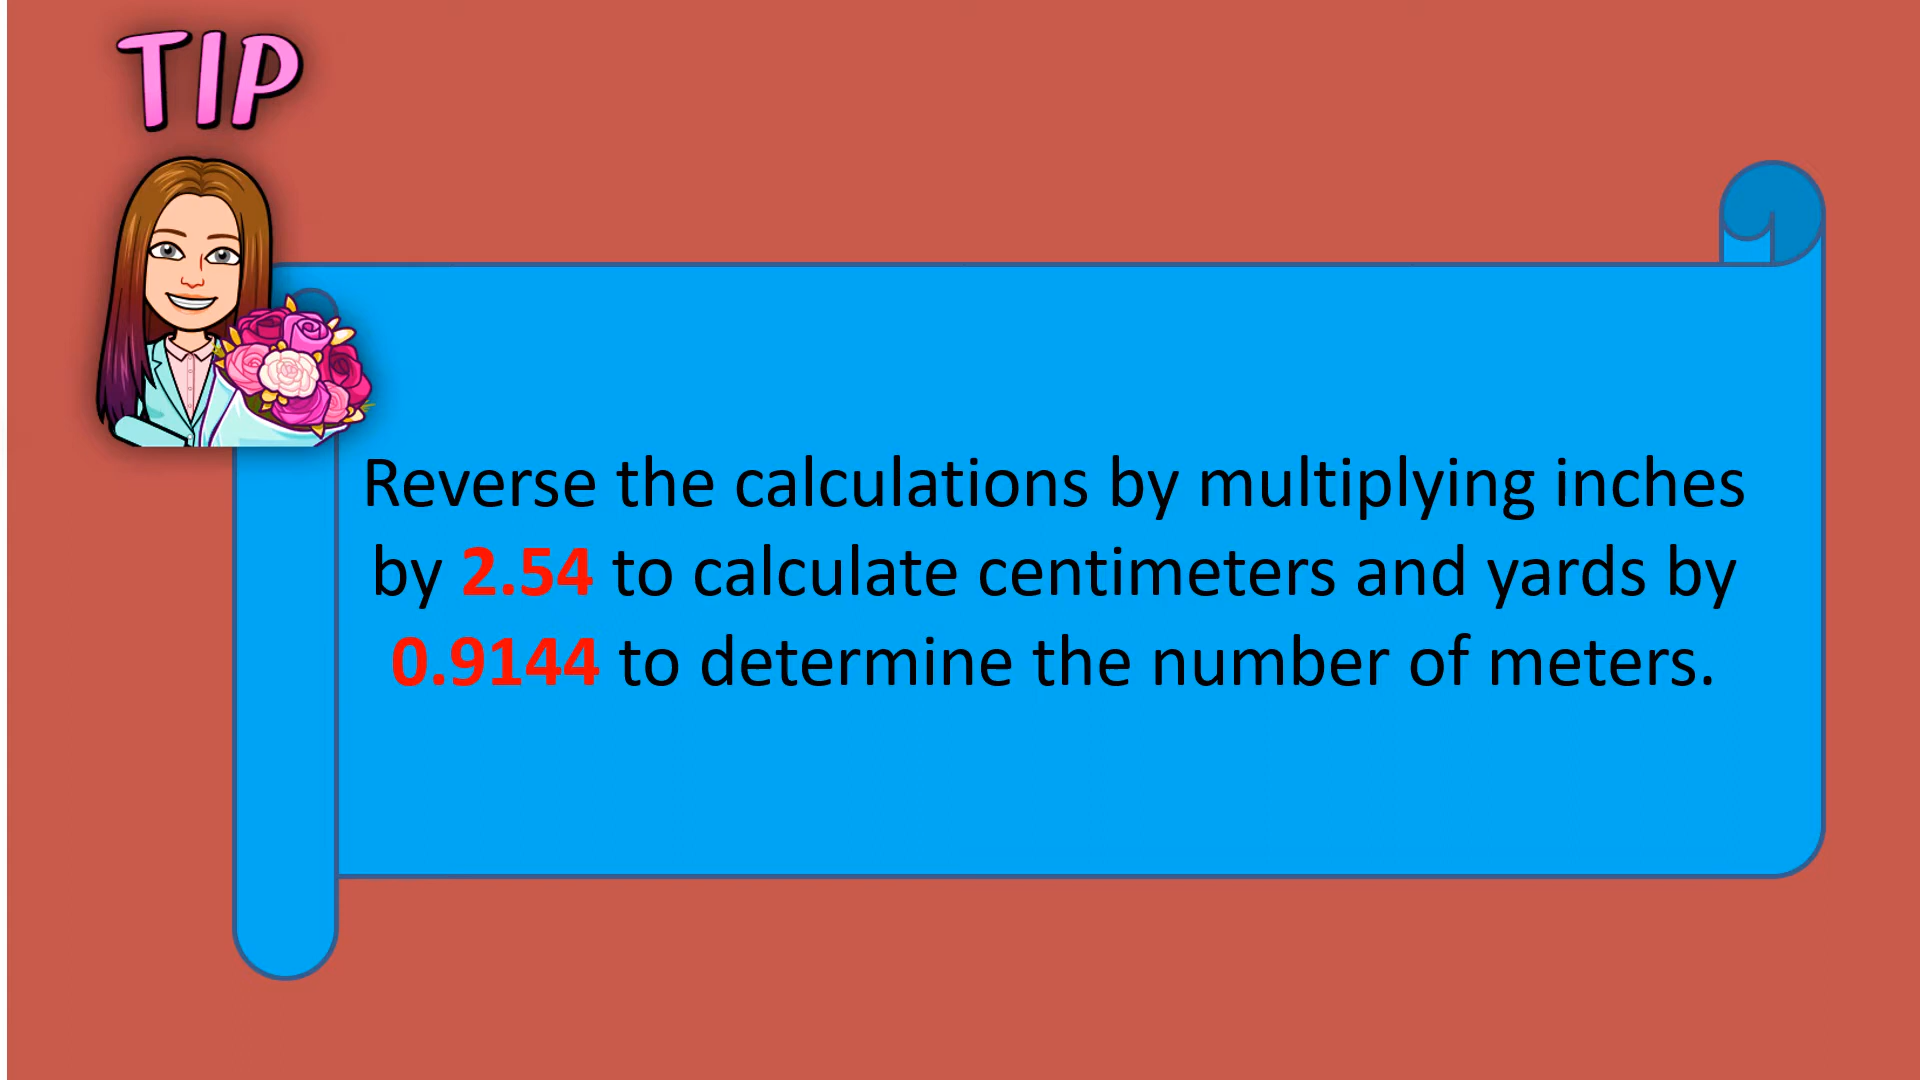 TIP
Reverse the calculations by multiplying inches
by 2.54 to calculate centimeters and yards by
0.9144 to determine the number of meters.